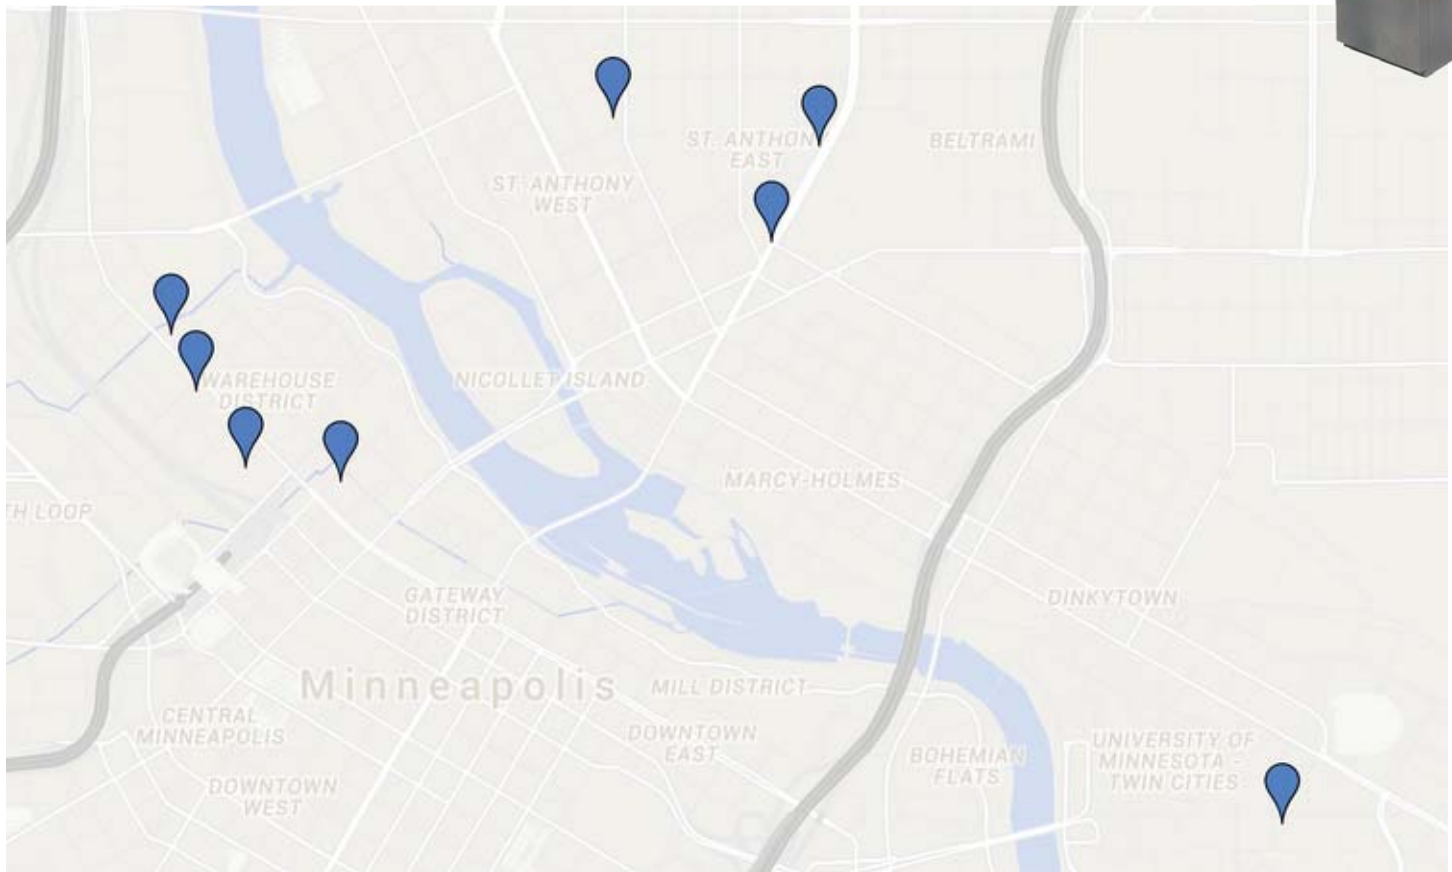 ST. ANTHONY
EAST
BELTRAMI
ST. ANTHONY
WEST
WAREHOUSE
DISTRICT
NICOLLET ISLAND
MARCY-HOLMES
TH LOOP
GATEWAY
DISTRICT
DINKYTOWN
Minneapolis
MILL DISTRICT
CENTRAL
MINNEAPOLIS
DOWNTOWN
EAST
UNIVERSITY OF
MINNESOTA -
TWIN CITIES
BOHEMIAN
FLATS
DOWNTOWN
WEST